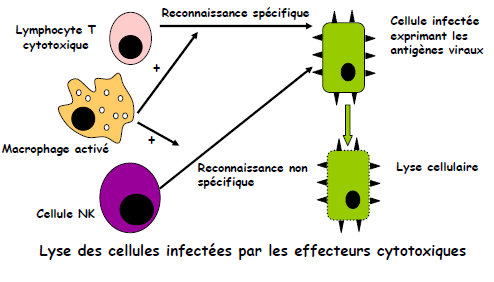 Reconnaissance spécifique
Lymphocyte T
cytotoxique
Cellule infectée
exprimant les
antigènes viraux
+
Macrophage activé
+
Reconnaissance non
spécifique
Lyse cellulaire
Cellule NK
Lyse des cellules infectées par les effecteurs cytotoxiques